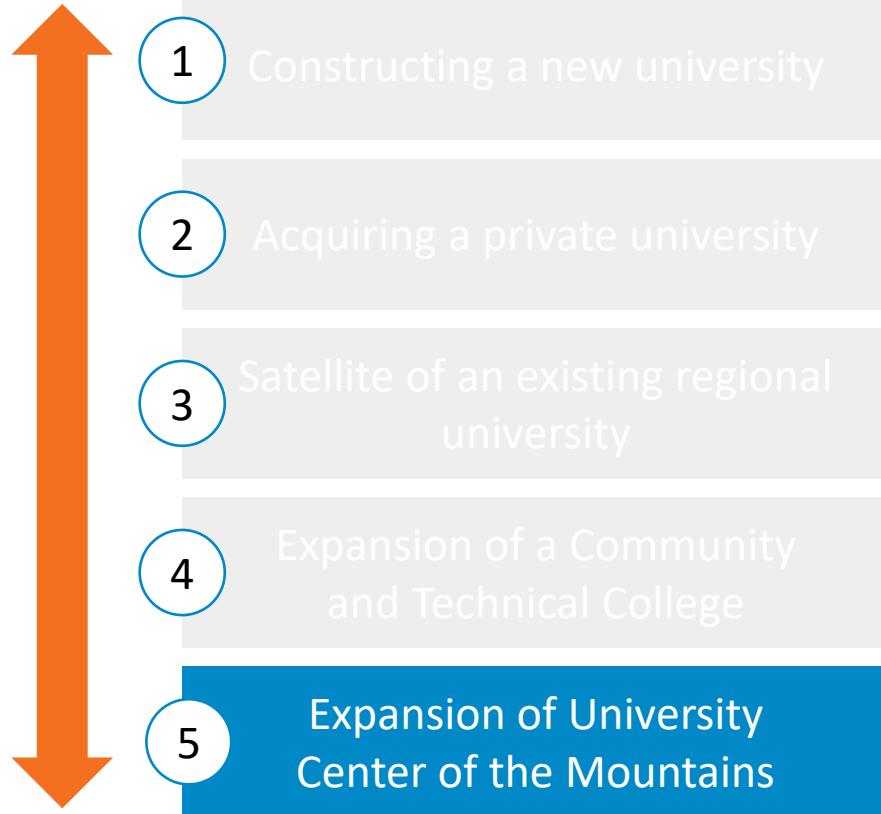 1
Constructing a new university
2
Acquiring a private university
3
Satellite of an existing regional
university
4
Expansion of a Community
and Technical College
5
Expansion of University
Center of the Mountains